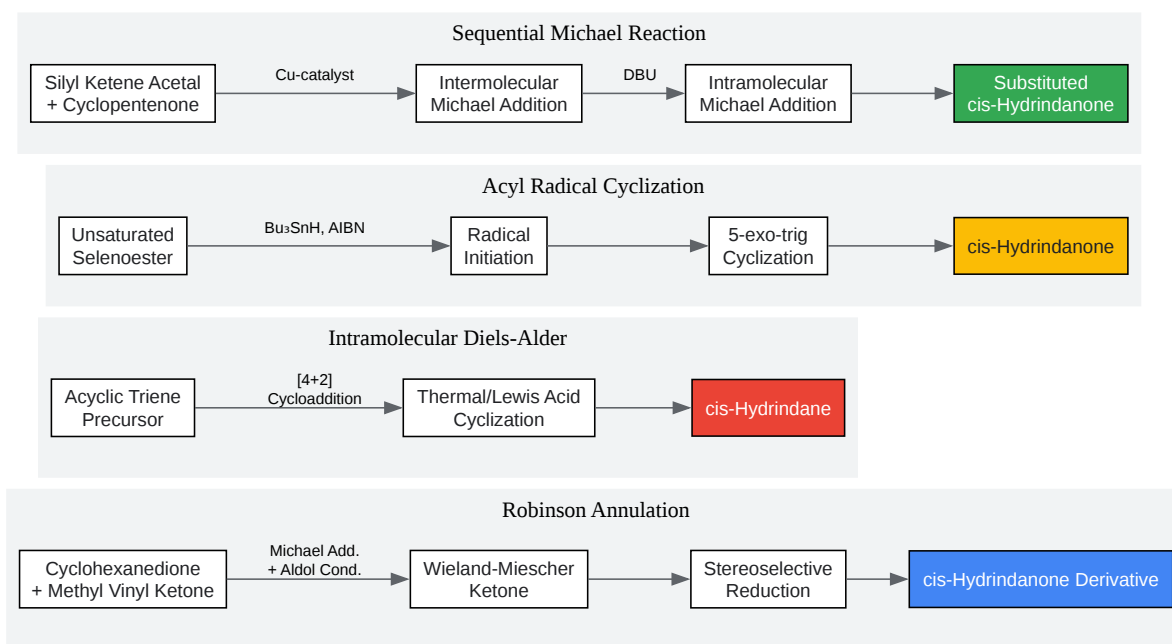 Sequential Michael Reaction
Silyl Ketene Acetal
+ Cyclopentenone
Cu-catalyst
Intermolecular
Michael Addition
DBU
Intramolecular
Michael Addition
Substituted
cis-Hydrindanone
Acyl Radical Cyclization
Unsaturated
Selenoester
Bu₃SnH, AIBN
Radical
Initiation
5-exo-trig
Cyclization
cis-Hydrindanone
Intramolecular Diels-Alder
Acyclic Triene
Precursor
[4+2]
Cycloaddition
Thermal/Lewis Acid
Cyclization
cis-Hydrindane
Robinson Annulation
Cyclohexanedione
+ Methyl Vinyl Ketone
Michael Add.
+ Aldol Cond.
Wieland-Miescher
Ketone
Stereoselective
Reduction
cis-Hydrindanone Derivative